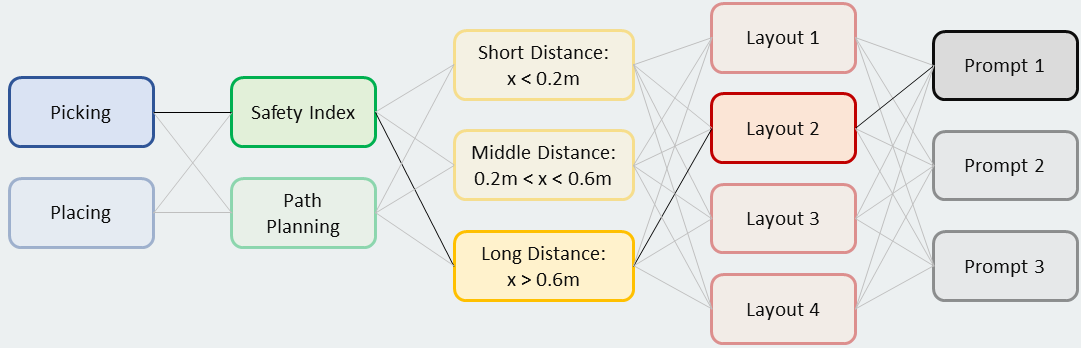 Picking
Placing
Safety Index
Path
Planning
Short Distance:
x < 0.2m
Middle Distance:
0.2m < x < 0.6m
Long Distance:
x > 0.6m
Layout 1
Layout 2
Layout 3
Layout 4
Prompt 1
Prompt 2
Prompt 3